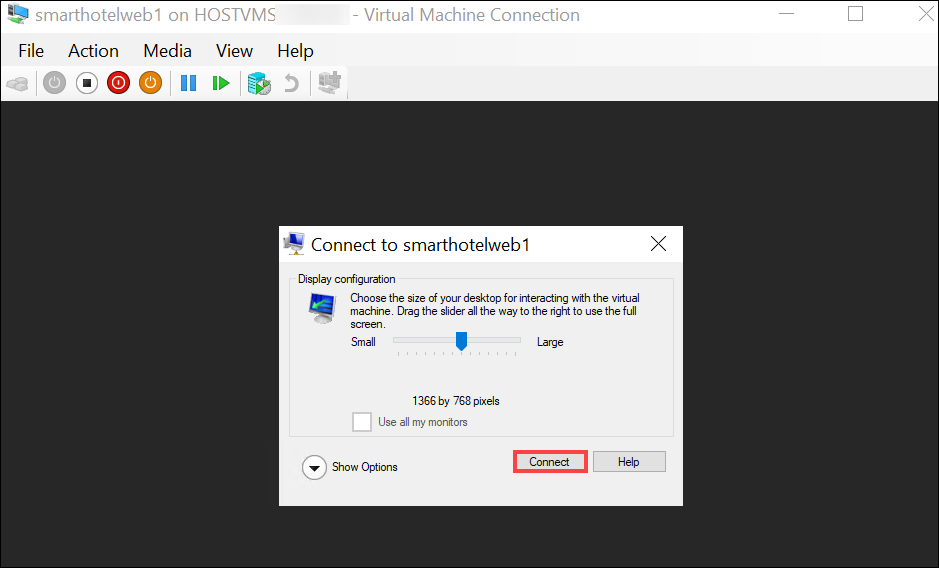 smarthotelweb1 on HOSTVMS - Virtual Machine Connection
File Action Media View Help
Connect to smarthotelweb1
Display configuration
Choose the size of your desktop for interacting with the virtual
machine. Drag the slider all the way to the right to use the full
screen.
Small Large
1366 by 768 pixels
Use all my monitors
Show Options Connect Help